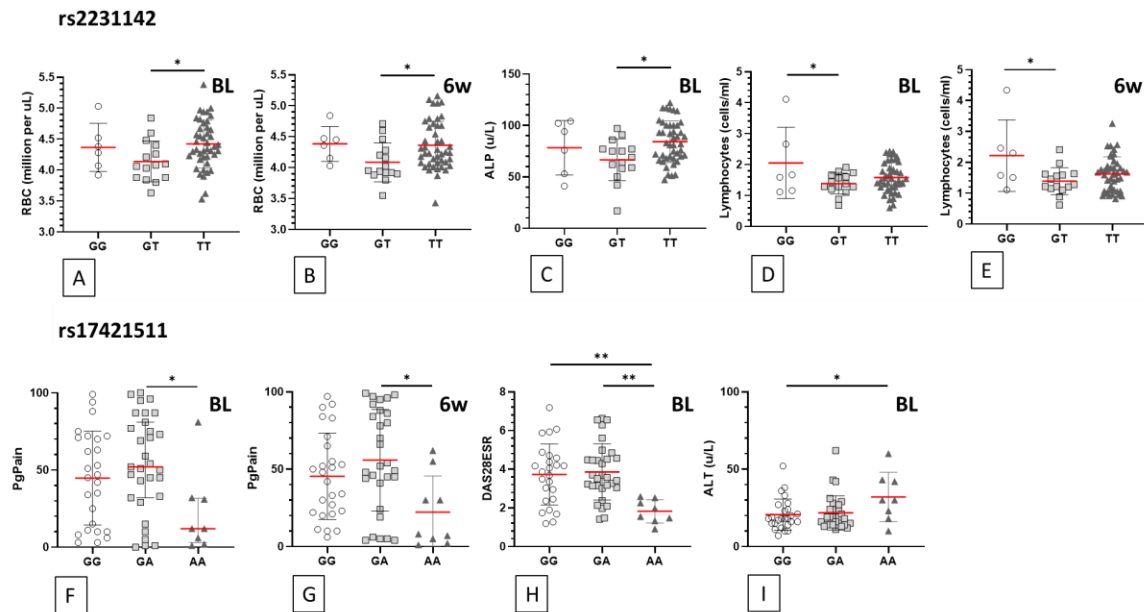 rs2231142
RBC (million per uL)
5.5
5.0
4.5
4.0
3.5
3.0
*
BL
GG GT TT
A
RBC (million per uL)
5.5
5.0
4.5
4.0
3.5
3.0
*
6w
GG GT TT
B
ALP (u/L)
150
100
50
0
*
BL
GG GT TT
C
Lymphocytes (cells/ml)
5
4
3
2
1
0
*
BL
GG GT TT
D
Lymphocytes (cells/ml)
5
4
3
2
1
0
*
6w
GG GT TT
E
rs17421511
PgPain
100
50
0
*
BL
GG GA AA
F
PgPain
100
50
0
*
6w
GG GA AA
G
DAS28ESR
8
6
4
2
0
**
**
BL
GG GA AA
H
ALT (u/L)
100
50
0
*
BL
GG GA AA
I